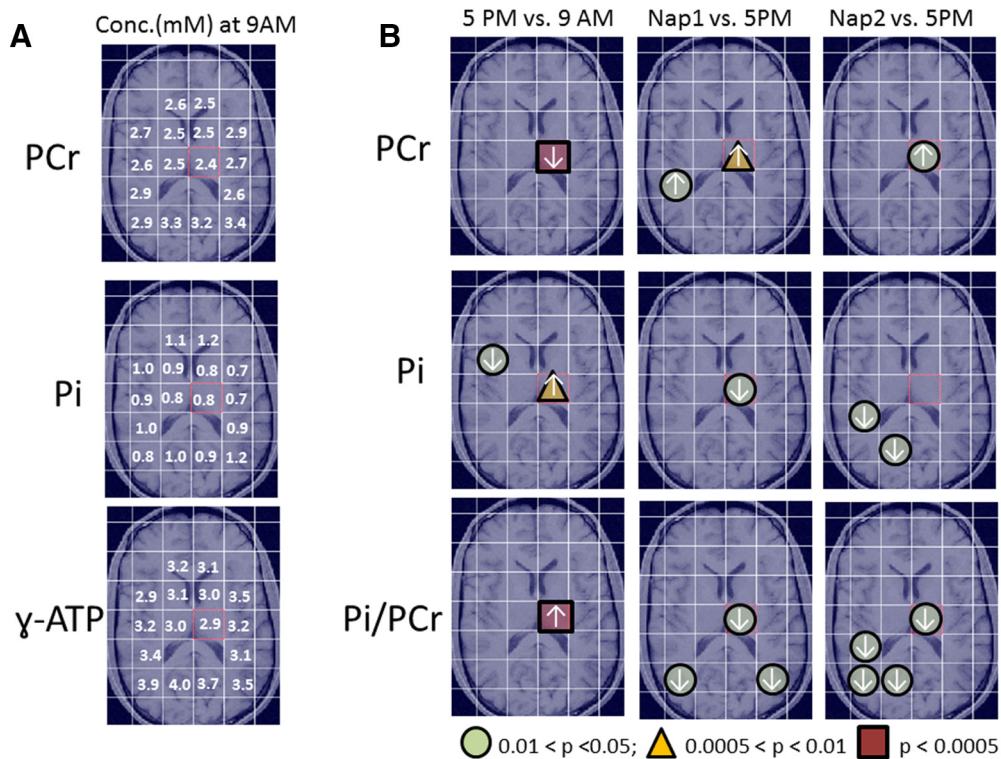 A
Conc.(mM) at 9AM
PCr
2.6 2.5
2.7 2.5 2.5 2.9
2.6 2.5 2.4 2.7
2.9 2.6
2.9 3.3 3.2 3.4
Pi
1.1 1.2
1.0 0.9 0.8 0.7
0.9 0.8 0.8 0.7
1.0 0.9
0.8 1.0 0.9 1.2
γ-ATP
3.2 3.1
2.9 3.1 3.0 3.5
3.2 3.0 2.9 3.2
3.4 3.1
3.9 4.0 3.7 3.5
B
5 PM vs. 9 AM Nap1 vs. 5PM Nap2 vs. 5PM
PCr
Pi
Pi/PCr
0.01 < p <0.05; 0.0005 < p < 0.01 p < 0.0005